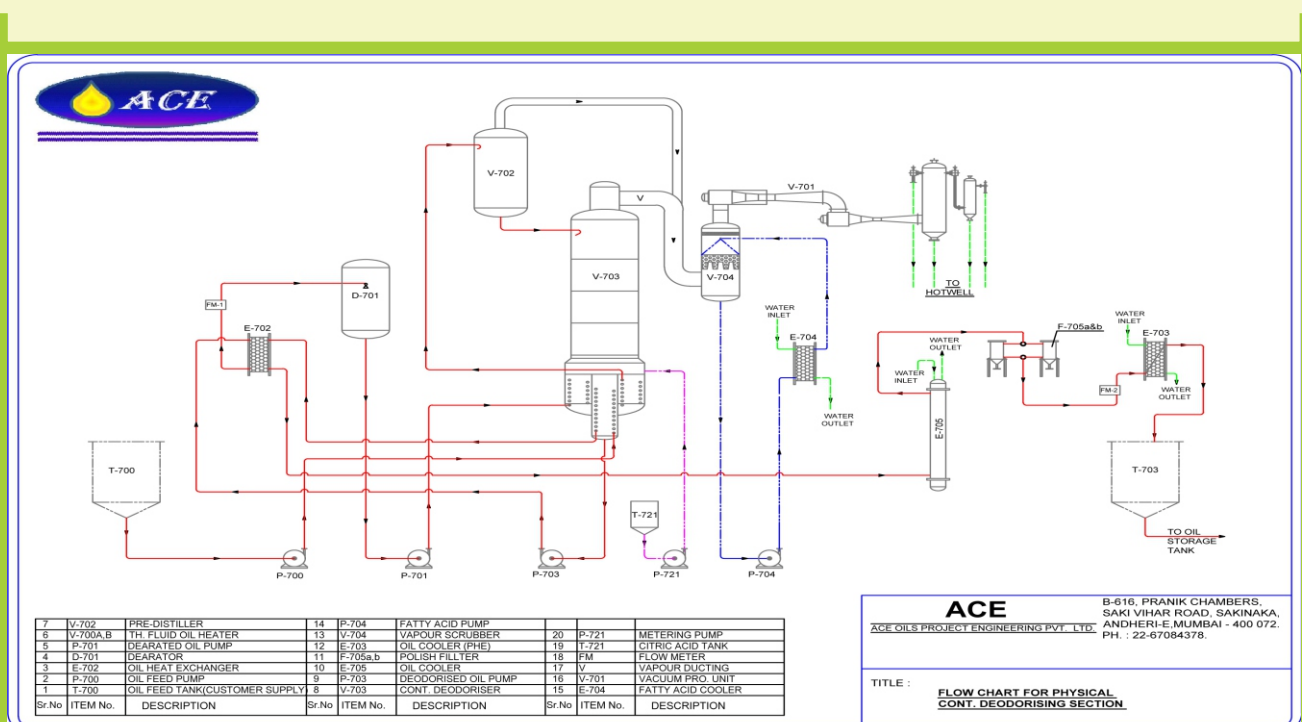 ACE
V-702
V-701
V
V-703
V-704
D-701
FM-1
E-702
TO
HOTWELL
WATER
INLET
E-704
WATER
OUTLET
F-705a&b
WATER
INLET
E-703
WATER
OUTLET
WATER
INLET
FM-2
WATER
OUTLET
E-705
T-700
T-703
T-721
TO OIL
STORAGE
TANK
P-700
P-701
P-703
P-721
P-704
7 V-702 PRE-DISTILLER 14 P-704 FATTY ACID PUMP
6 V-700A,B TH. FLUID OIL HEATER 13 V-704 VAPOUR SCRUBBER 20 P-721 METERING PUMP
5 P-701 DEARATED OIL PUMP 12 E-703 OIL COOLER (PHE) 19 T-721 CITRIC ACID TANK
4 D-701 DEARATOR 11 F-705a,b POLISH FILLTER 18 FM FLOW METER
3 E-702 OIL HEAT EXCHANGER 10 E-705 OIL COOLER 17 V VAPOUR DUCTING
2 P-700 OIL FEED PUMP 9 P-703 DEODORISED OIL PUMP 16 V-701 VACUUM PRO. UNIT
1 T-700 OIL FEED TANK(CUSTOMER SUPPLY) 8 V-703 CONT. DEODORISER 15 E-704 FATTY ACID COOLER
Sr.No ITEM No. DESCRIPTION Sr.No ITEM No. DESCRIPTION Sr.No ITEM No. DESCRIPTION
ACE
ACE OILS PROJECT ENGINEERING PVT. LTD.
B-616, PRANIK CHAMBERS,
SAKI VIHAR ROAD, SAKINAKA,
ANDHERI-E,MUMBAI - 400 072.
PH. : 22-67084378.
TITLE :
FLOW CHART FOR PHYSICAL
CONT. DEODORISING SECTION